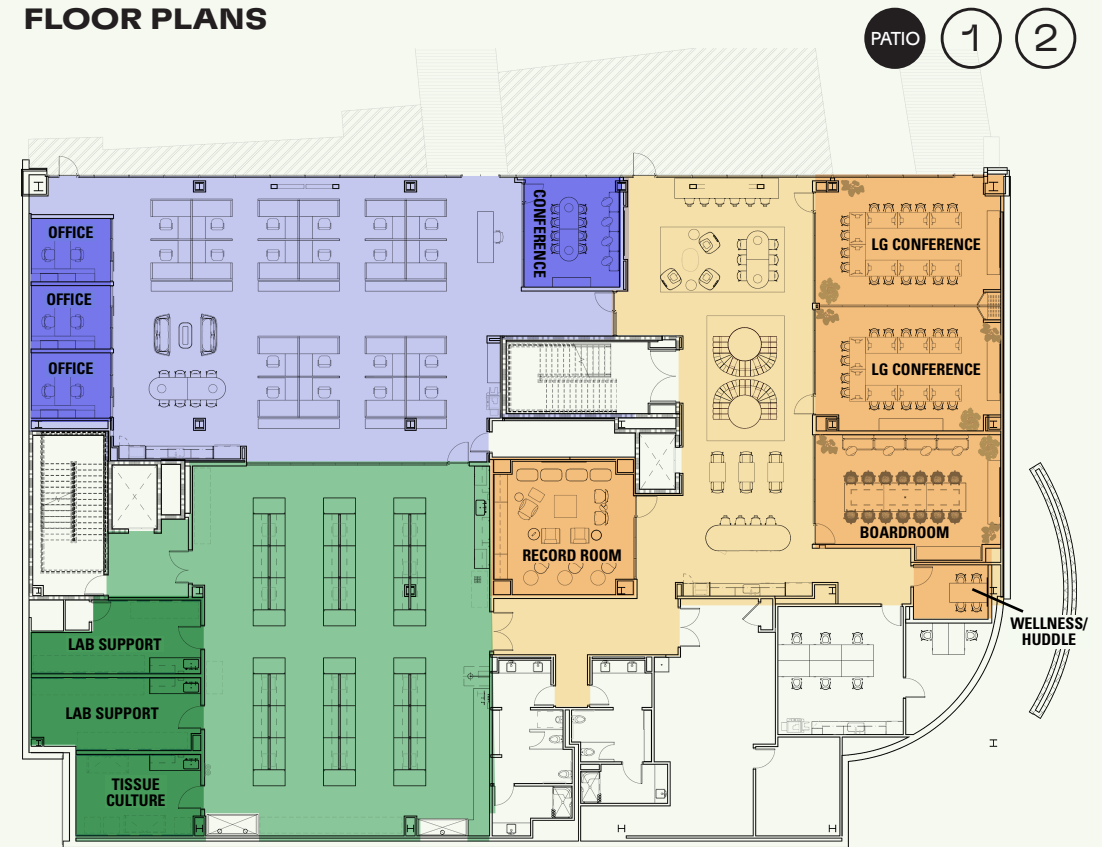 FLOOR PLANS
PATIO
1
2
OFFICE
OFFICE
OFFICE
CONFERENCE
LG CONFERENCE
LG CONFERENCE
BOARDROOM
RECORD ROOM
WELLNESS/
HUDDLE
LAB SUPPORT
LAB SUPPORT
TISSUE
CULTURE